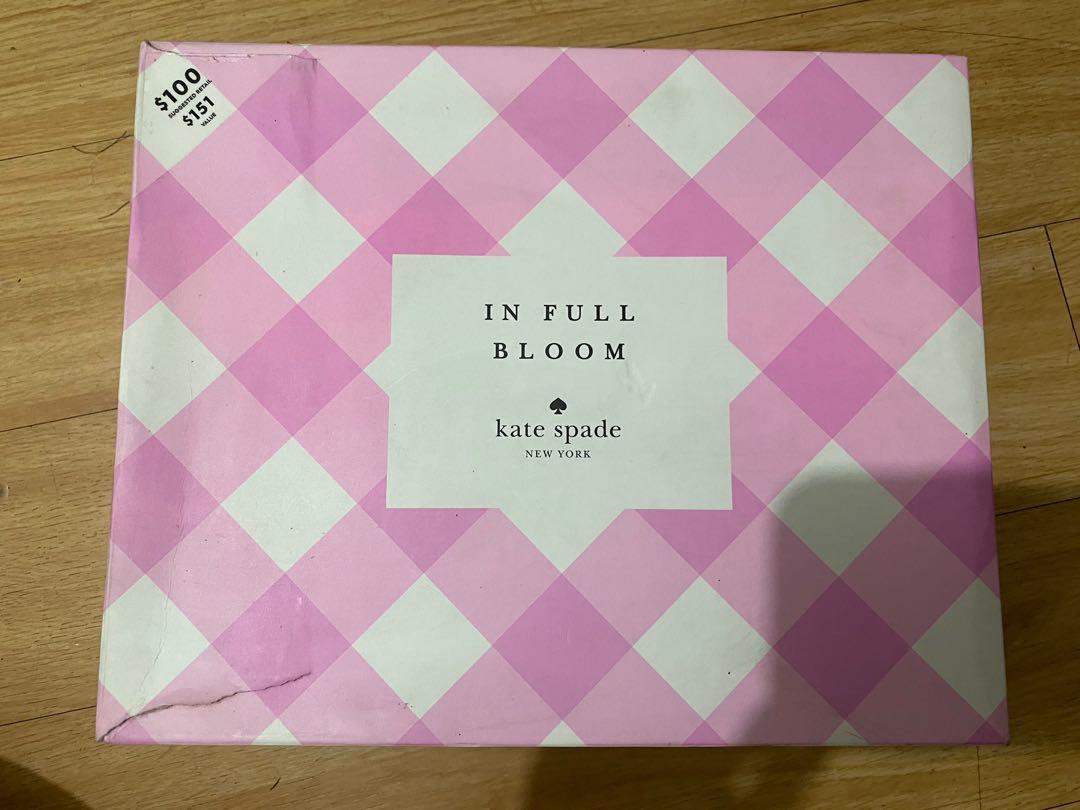 $100
SUGGESTED RETAIL
$151
VALUE
IN FULL
BLOOM
kate spade
NEW YORK